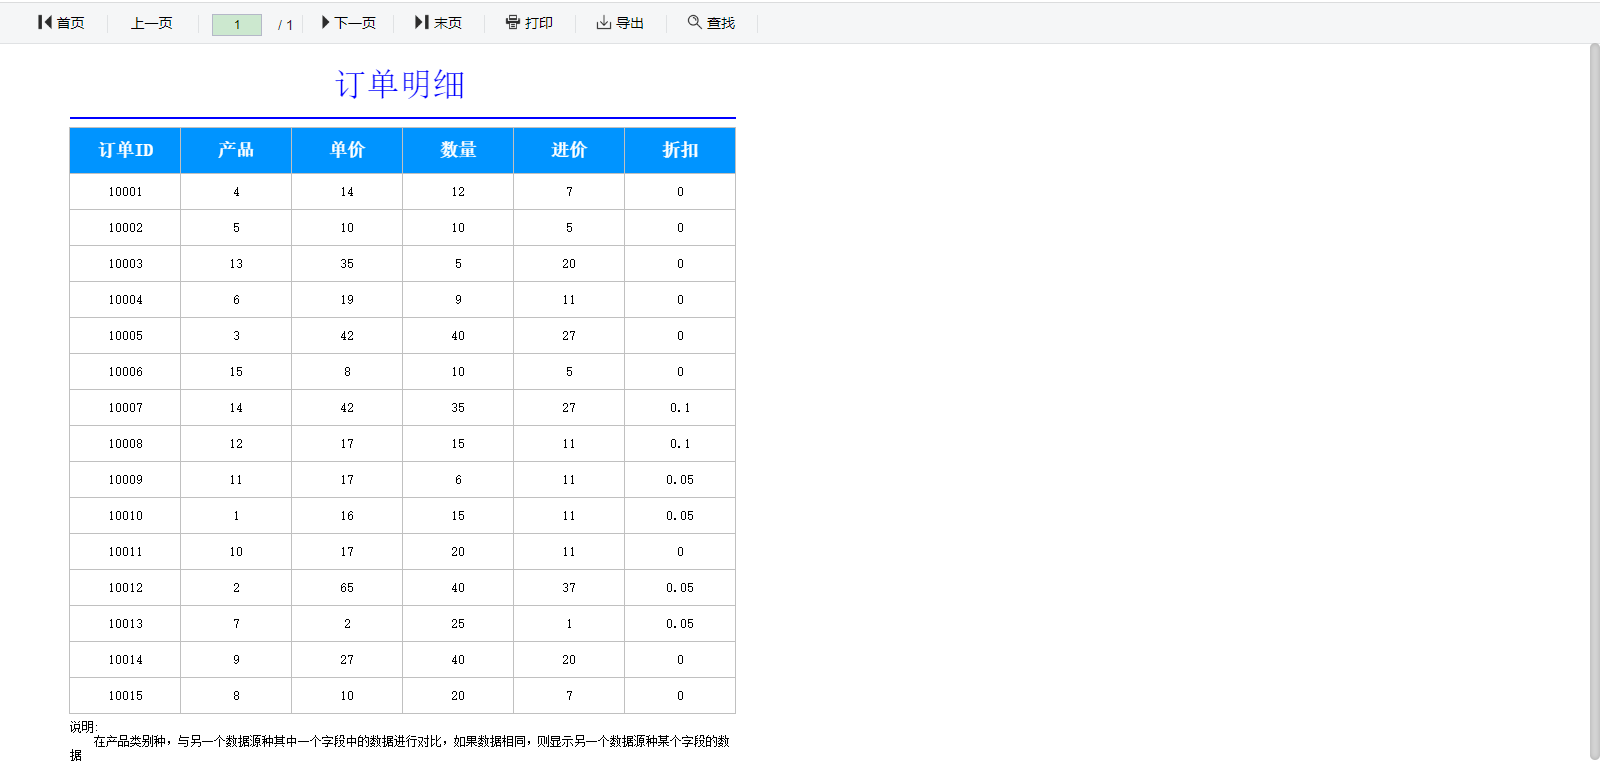 首页 上一页 1 / 1 下一页 末页 打印 导出 查找
订单明细
订单ID 产品 单价 数量 进价 折扣
10001 4 14 12 7 0
10002 5 10 10 5 0
10003 13 35 5 20 0
10004 6 19 9 11 0
10005 3 42 40 27 0
10006 15 8 10 5 0
10007 14 42 35 27 0.1
10008 12 17 15 11 0.1
10009 11 17 6 11 0.05
10010 1 16 15 11 0.05
10011 10 17 20 11 0
10012 2 65 40 37 0.05
10013 7 2 25 1 0.05
10014 9 27 40 20 0
10015 8 10 20 7 0
说明:
在产品类别种，与另一个数据源种其中一个字段中的数据进行对比，如果数据相同，则显示另一个数据源种某个字段的数
据